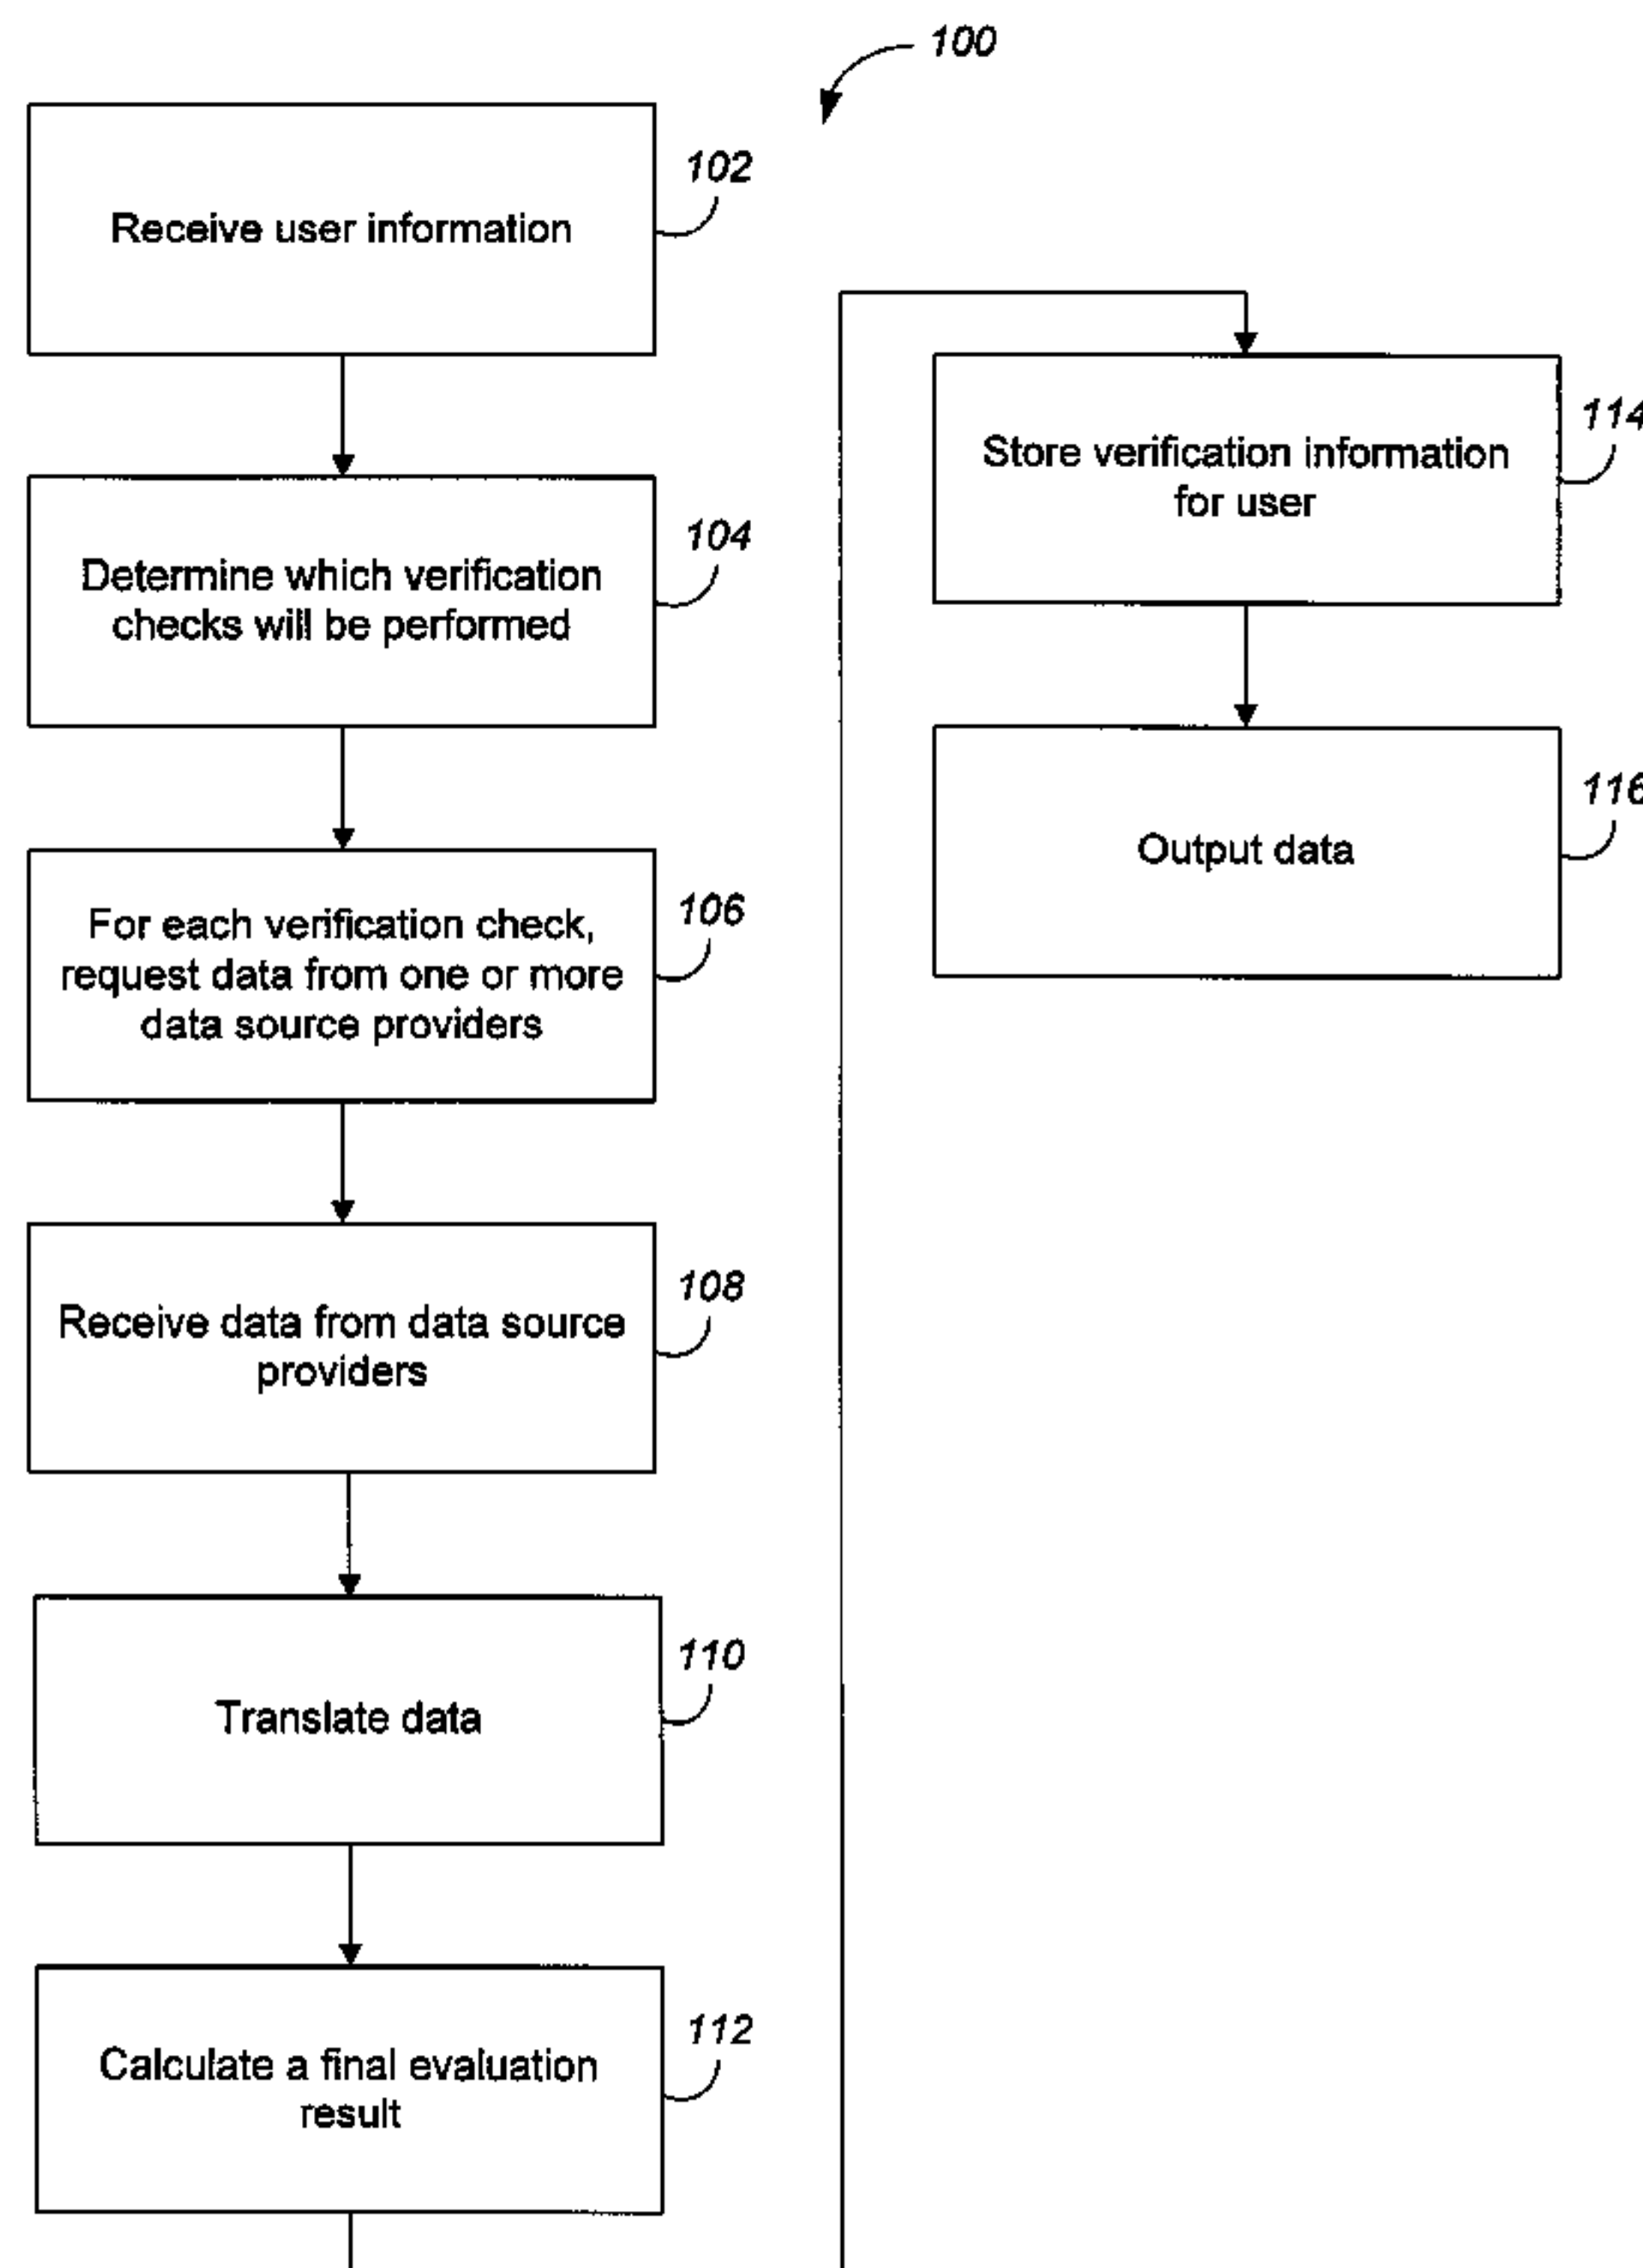 100
102
Receive user information
104
Determine which verification
checks will be performed
106
For each verification check,
request data from one or more
data source providers
108
Receive data from data source
providers
110
Translate data
112
Calculate a final evaluation
result
114
Store verification information
for user
116
Output data